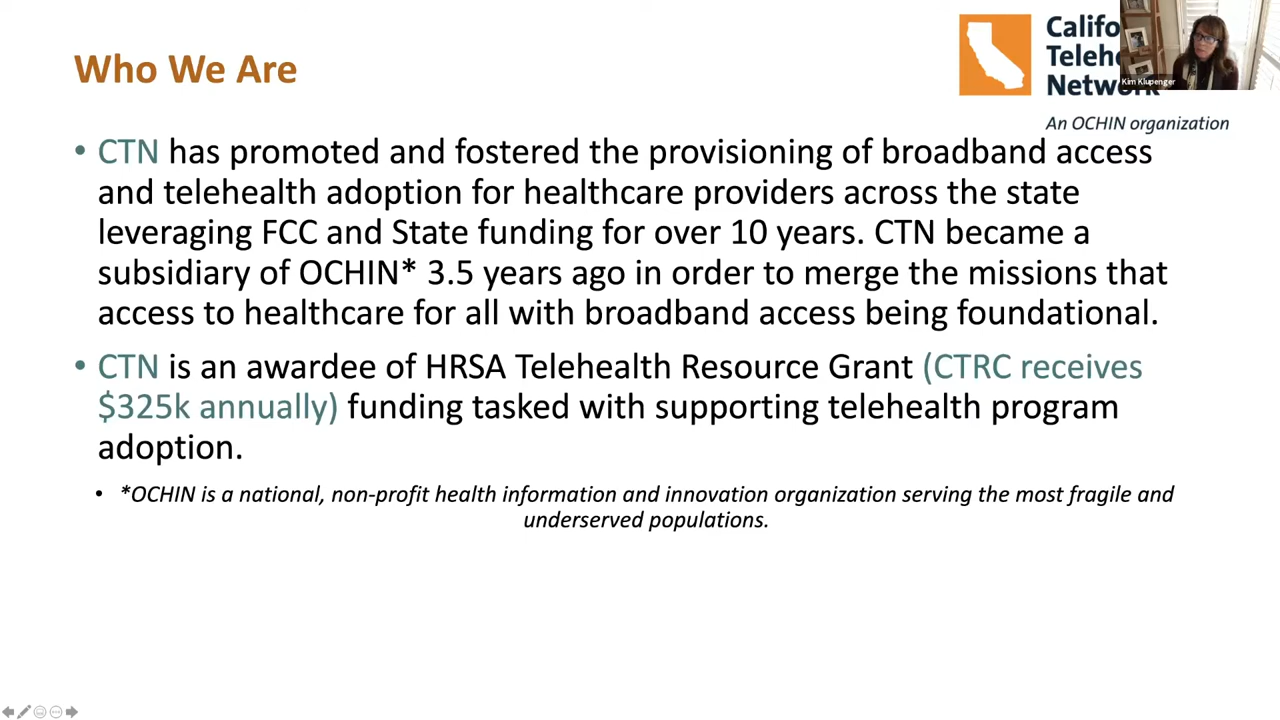 Who We Are
Califo
Teleh
Network
An OCHIN organization
Kim Klupenger
• CTN has promoted and fostered the provisioning of broadband access
and telehealth adoption for healthcare providers across the state
leveraging FCC and State funding for over 10 years. CTN became a
subsidiary of OCHIN* 3.5 years ago in order to merge the missions that
access to healthcare for all with broadband access being foundational.
• CTN is an awardee of HRSA Telehealth Resource Grant (CTRC receives
$325k annually) funding tasked with supporting telehealth program
adoption.
• *OCHIN is a national, non-profit health information and innovation organization serving the most fragile and
underserved populations.